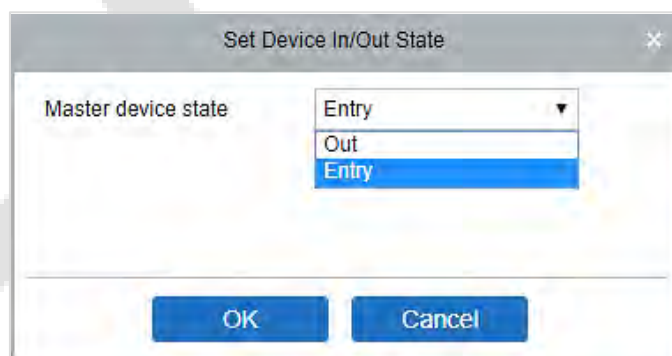 Set Device In/Out State ×
Master device state Entry ▼
Out
Entry
OK Cancel